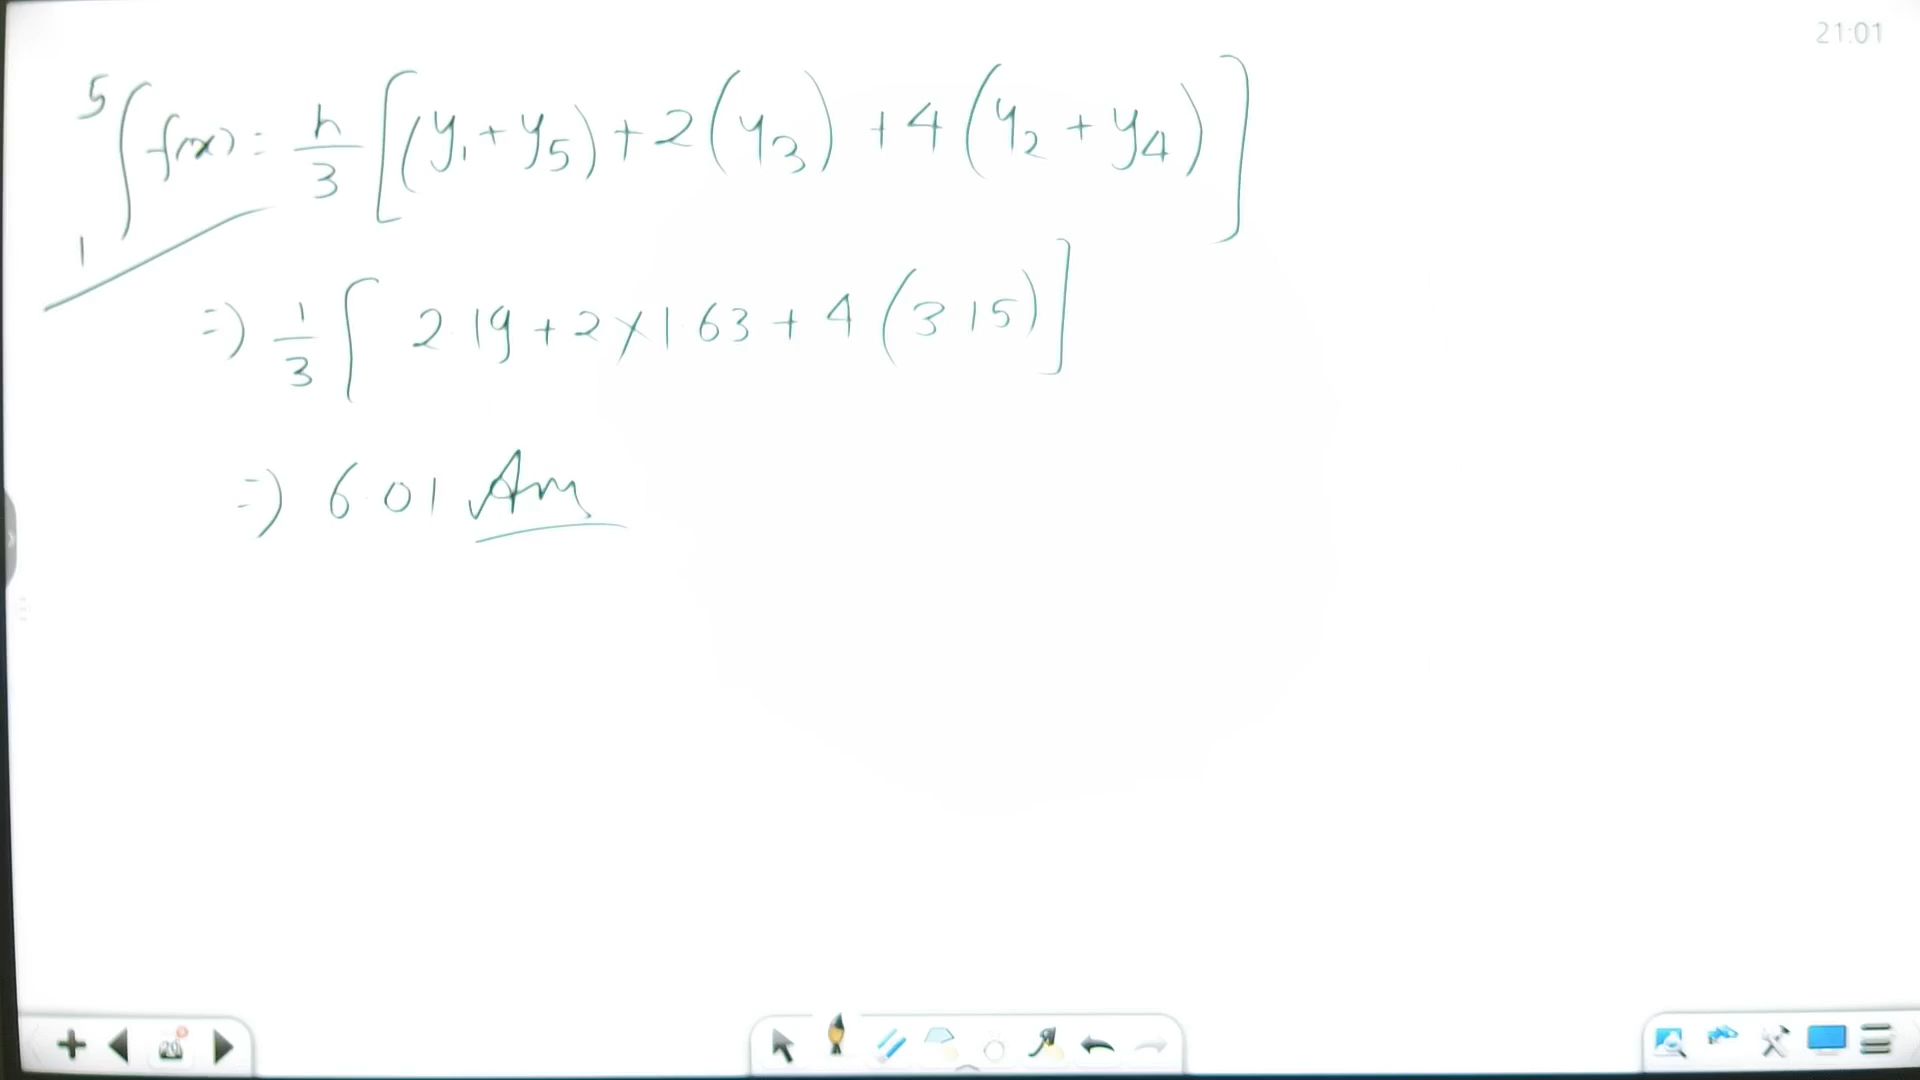 21:01
5∫1 f(x) = h/3 [(y1 + y5) + 2(y3) + 4(y2 + y4)]
=) 1/3 [2.19 + 2×1.63 + 4(3.15)]
=) 6.01 Ans
20